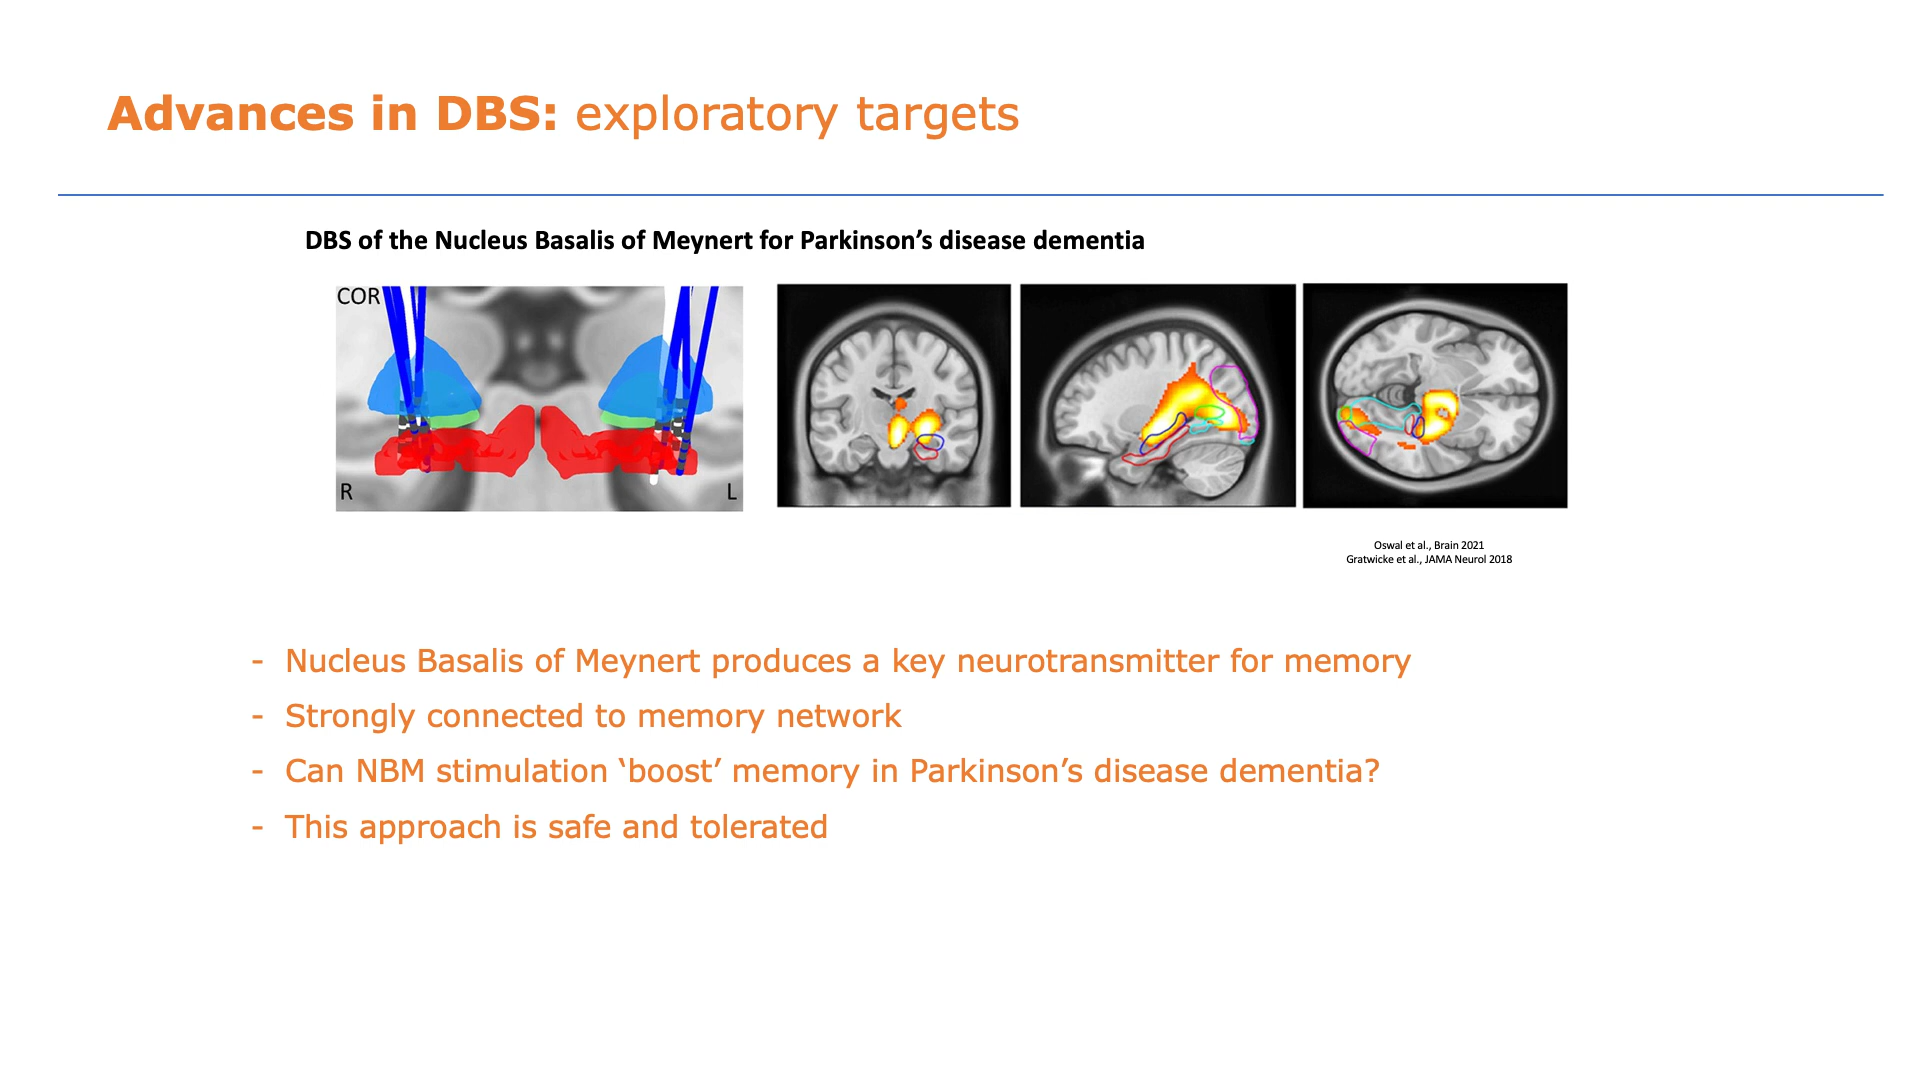 Advances in DBS: exploratory targets
DBS of the Nucleus Basalis of Meynert for Parkinson’s disease dementia
COR
R
L
Oswal et al., Brain 2021
Gratwicke et al., JAMA Neurol 2018
- Nucleus Basalis of Meynert produces a key neurotransmitter for memory
- Strongly connected to memory network
- Can NBM stimulation ‘boost’ memory in Parkinson’s disease dementia?
- This approach is safe and tolerated